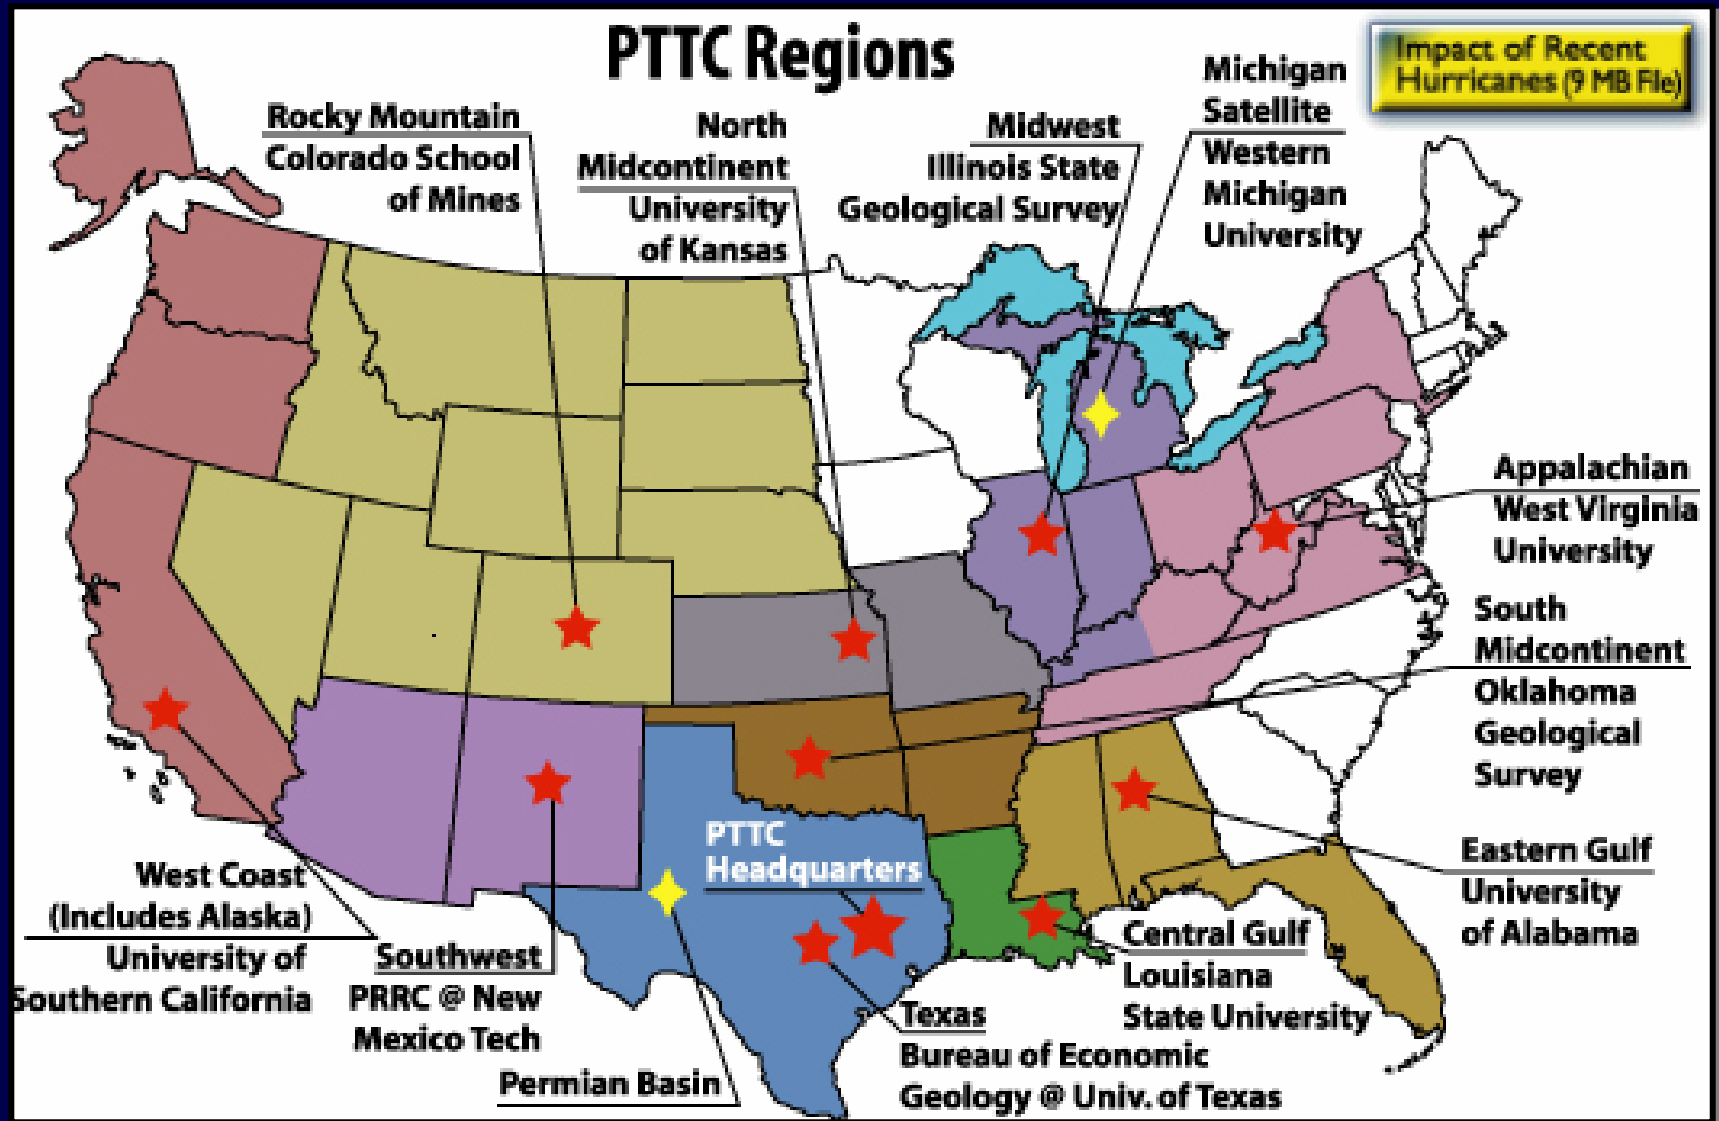 PTTC Regions
Impact of Recent
Hurricanes (9 MB File)
Rocky Mountain
Colorado School
of Mines
North
Midcontinent
University
of Kansas
Midwest
Illinois State
Geological Survey
Michigan
Satellite
Western
Michigan
University
Appalachian
West Virginia
University
South
Midcontinent
Oklahoma
Geological
Survey
PTTC
Headquarters
Eastern Gulf
University
of Alabama
West Coast
(Includes Alaska)
University of
Southern California
Southwest
PRRC @ New
Mexico Tech
Permian Basin
Texas
Bureau of Economic
Geology @ Univ. of Texas
Central Gulf
Louisiana
State University